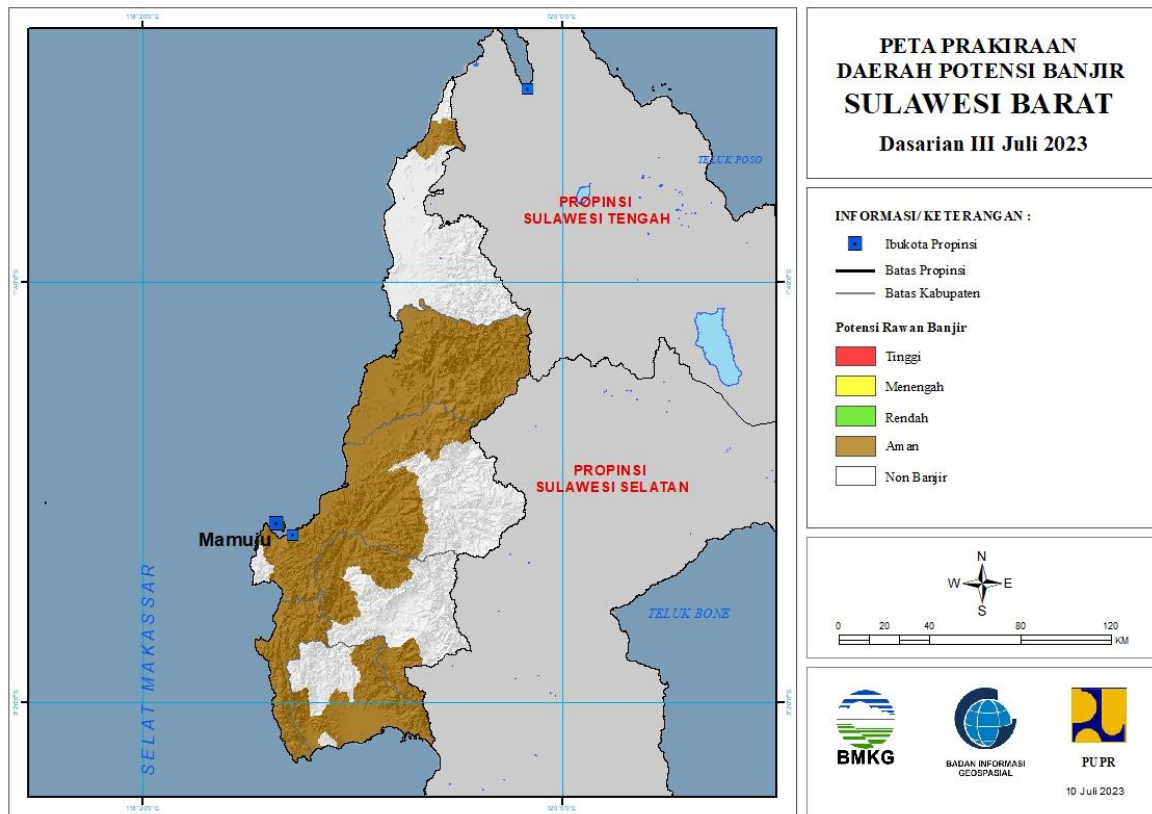 PETA PRAKIRAAN
DAERAH POTENSI BANJIR
SULAWESI BARAT
Dasarian III Juli 2023
INFORMASI/ KETERANGAN :
Ibukota Propinsi
Batas Propinsi
Batas Kabupaten
Potensi Rawan Banjir
Tinggi
Menengah
Rendah
Aman
Non Banjir
N
W E
S
0 20 40 80 120
KM
BMKG
BADAN INFORMASI
GEOSPASIAL
PUPR
10 Juli 2023
TELUK POSO
PROPINSI
SULAWESI TENGAH
PROPINSI
SULAWESI SELATAN
Mamuju
TELUK BONE
SELAT MAKASSAR